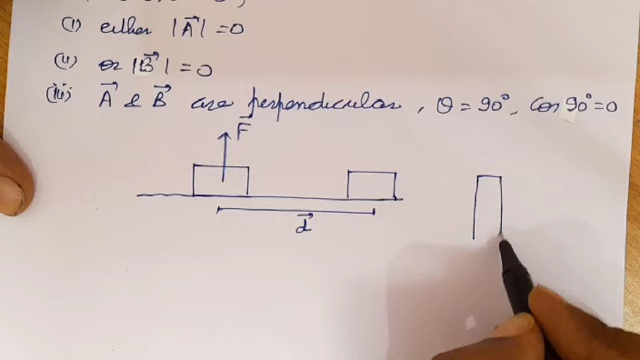 (i) either |A⃗| = 0
(ii) or |B⃗| = 0
(iii) A⃗ & B⃗ are perpendicular, θ = 90°, Cos 90° = 0
F⃗
d⃗